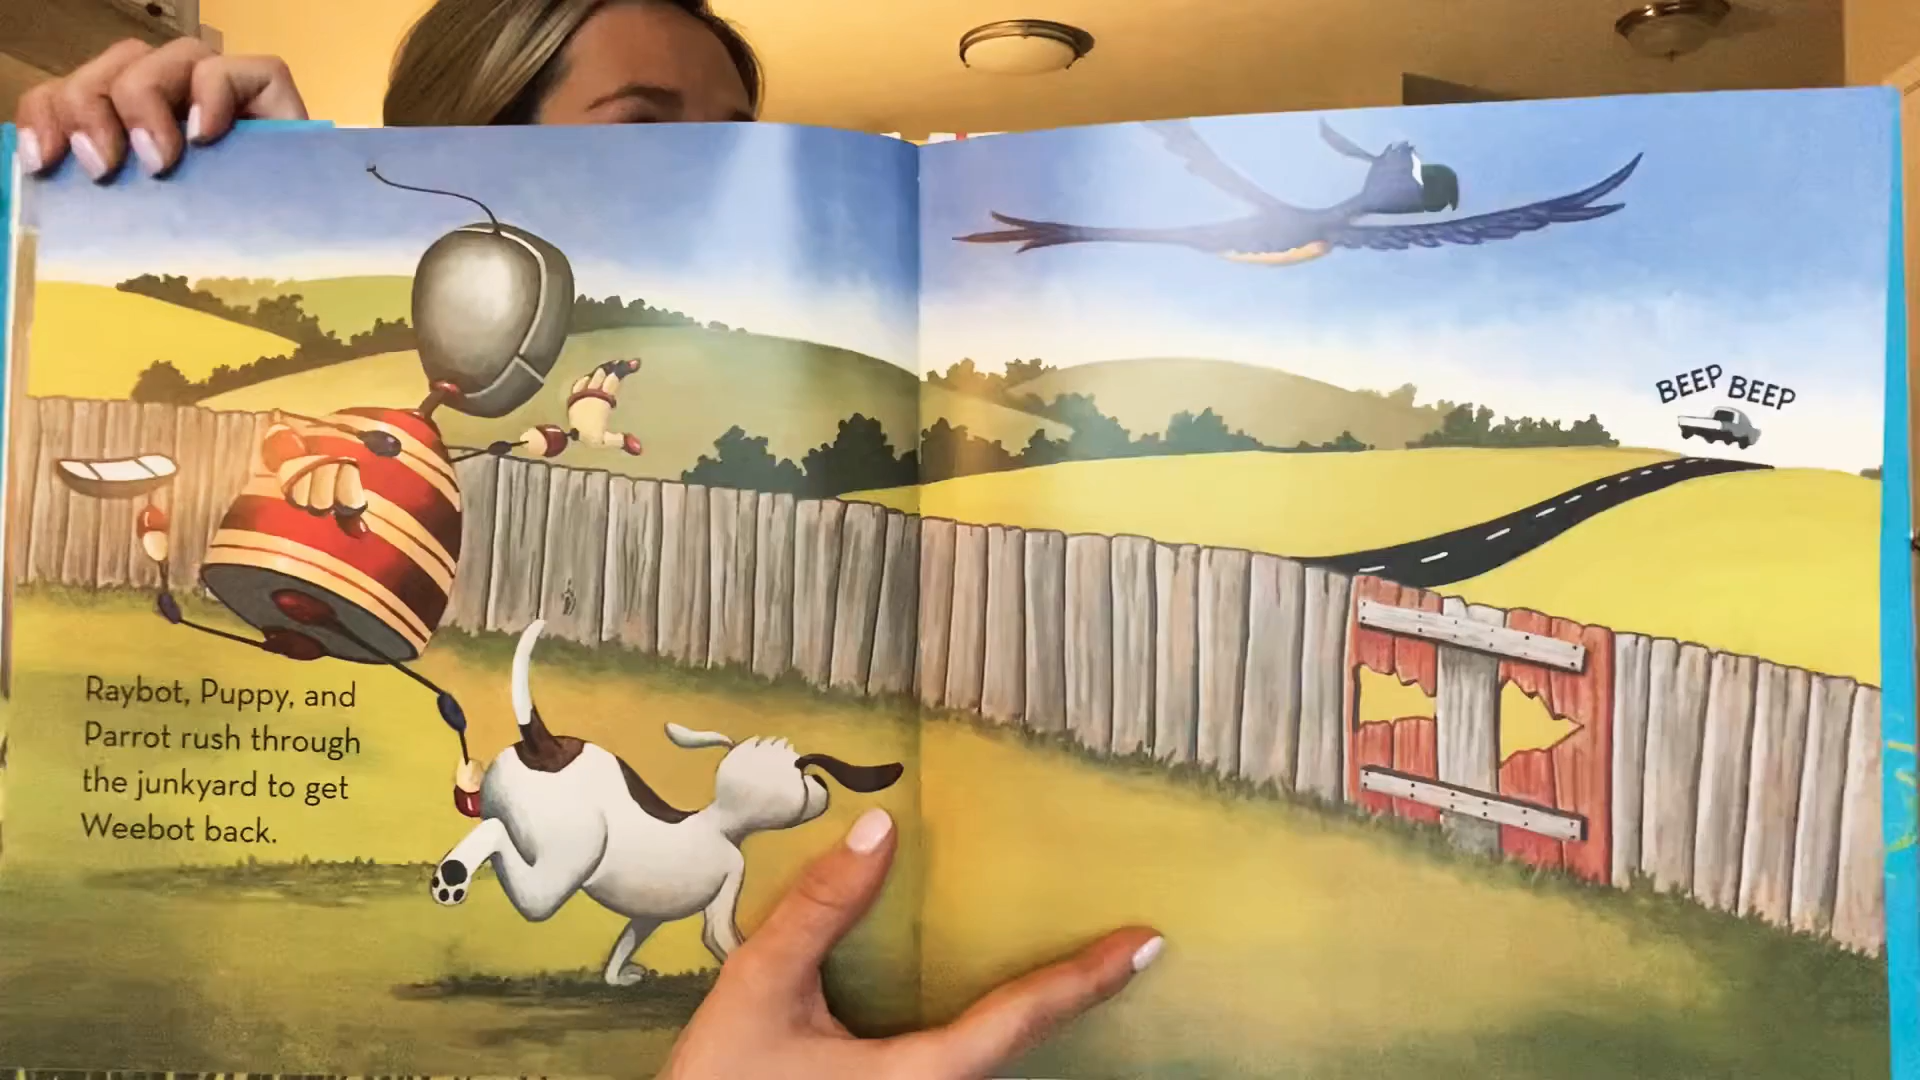 Raybot, Puppy, and
Parrot rush through
the junkyard to get
Weebot back.
BEEP BEEP